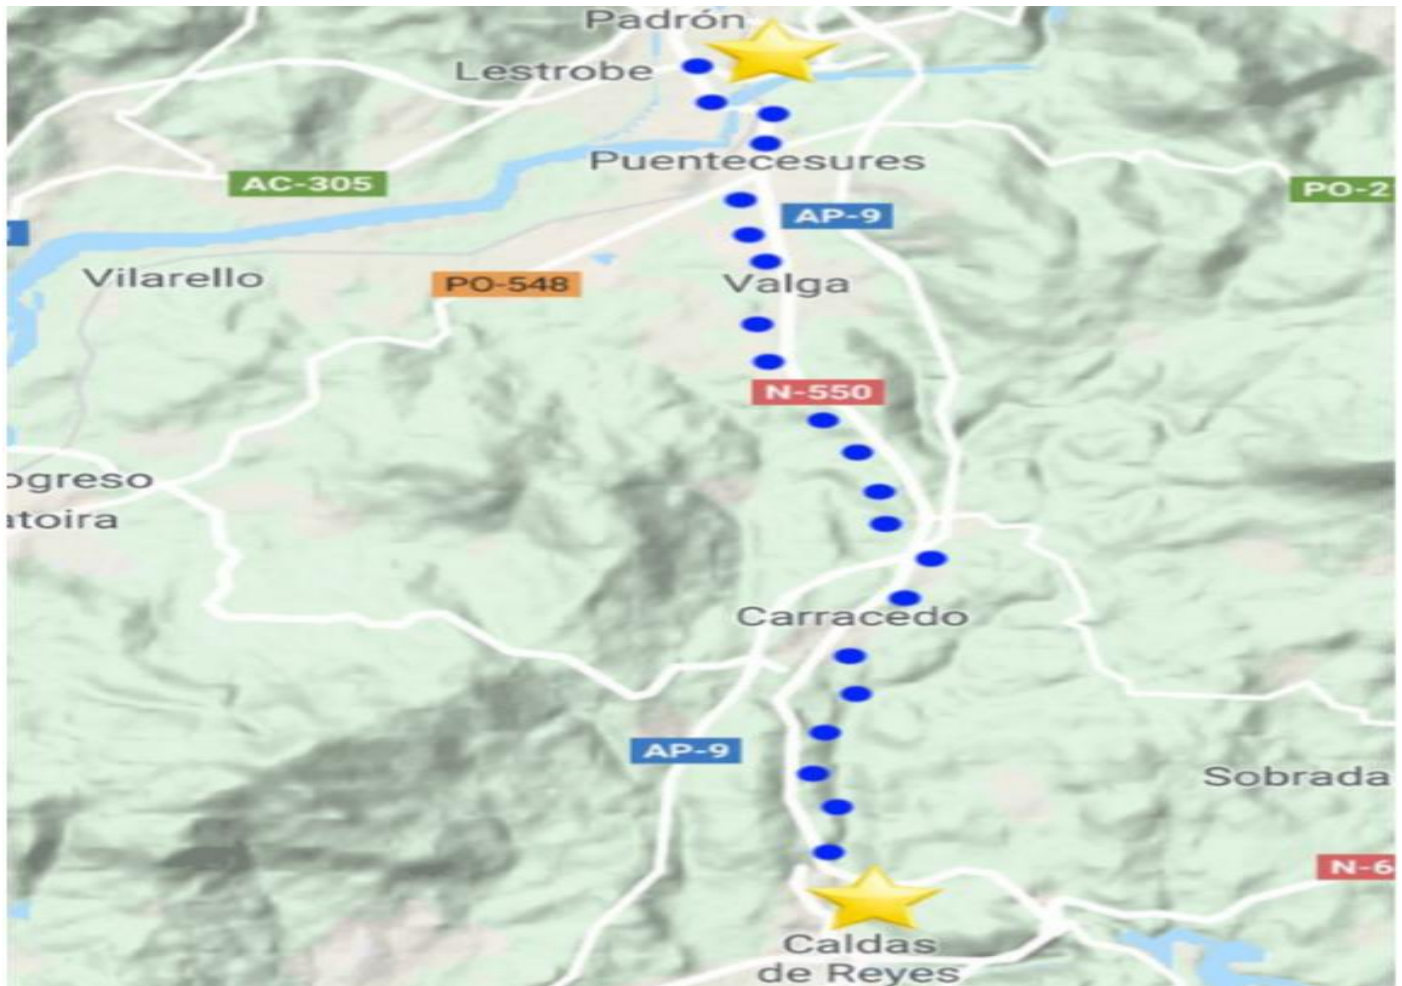 Padrón
Lestrobe
Puentecesures
AC-305
PO-2
AP-9
Vilarello
PO-548
Valga
N-550
ogreso
atoira
Carracedo
AP-9
Sobrada
N-6
Caldas
de Reyes